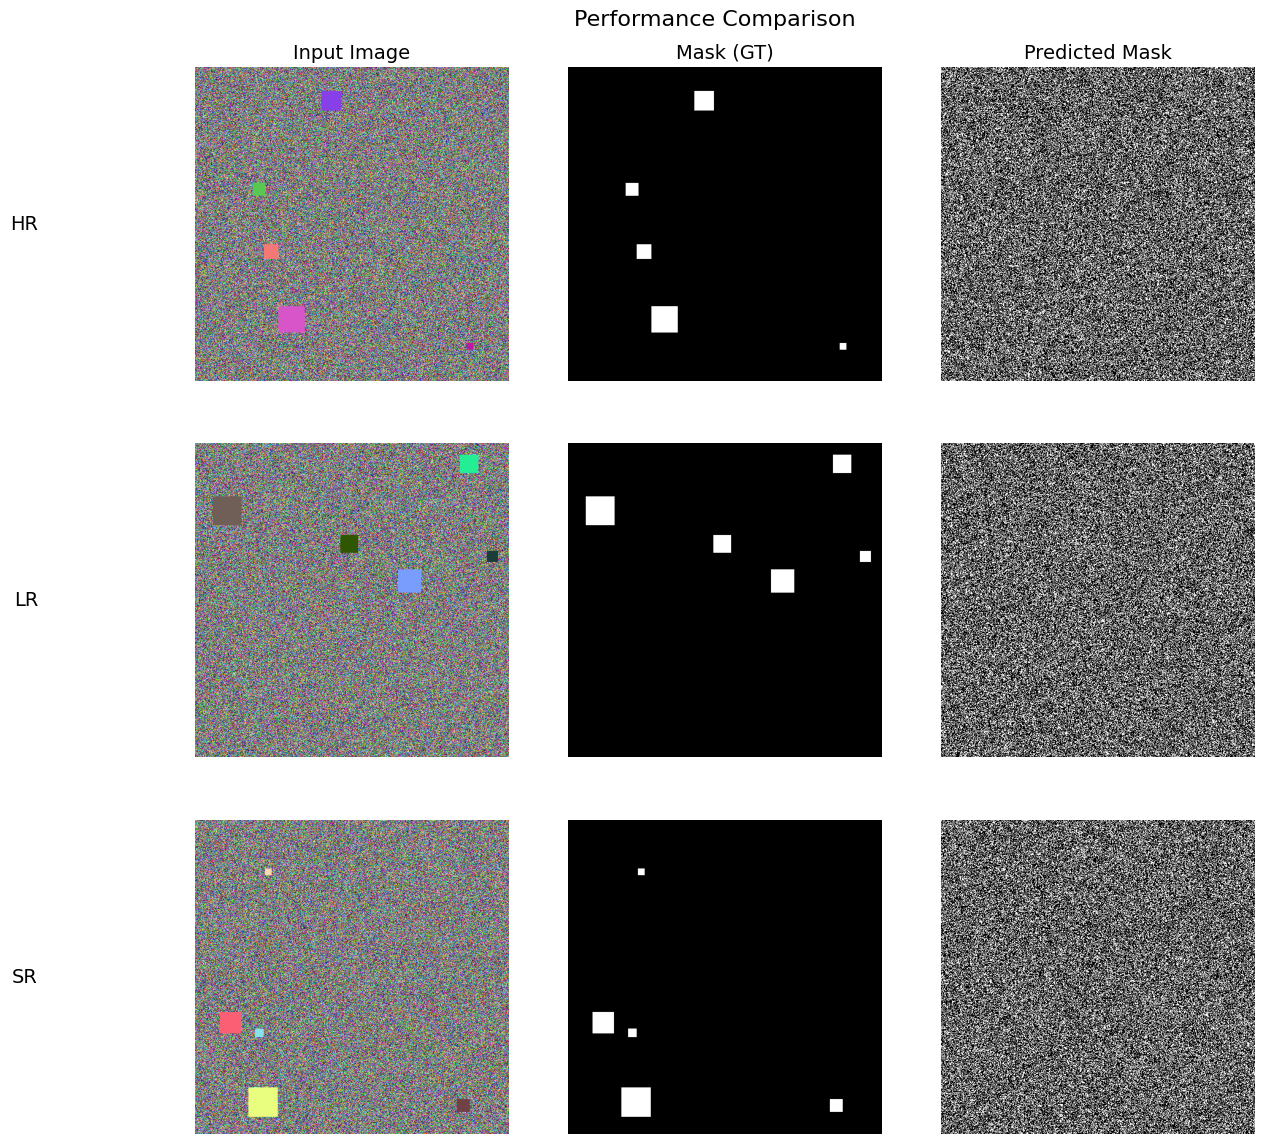 Performance Comparison
Input Image
Mask (GT)
Predicted Mask
HR
LR
SR